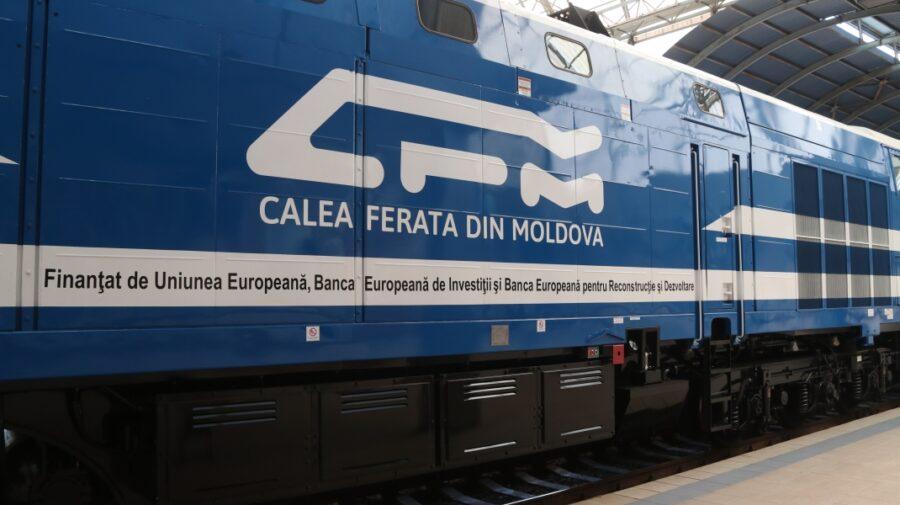 CFM
CALEA FERATA DIN MOLDOVA
Finanţat de Uniunea Europeană, Banca Europeană de Investiţii şi Banca Europeană pentru Reconstrucţie şi Dezvoltare